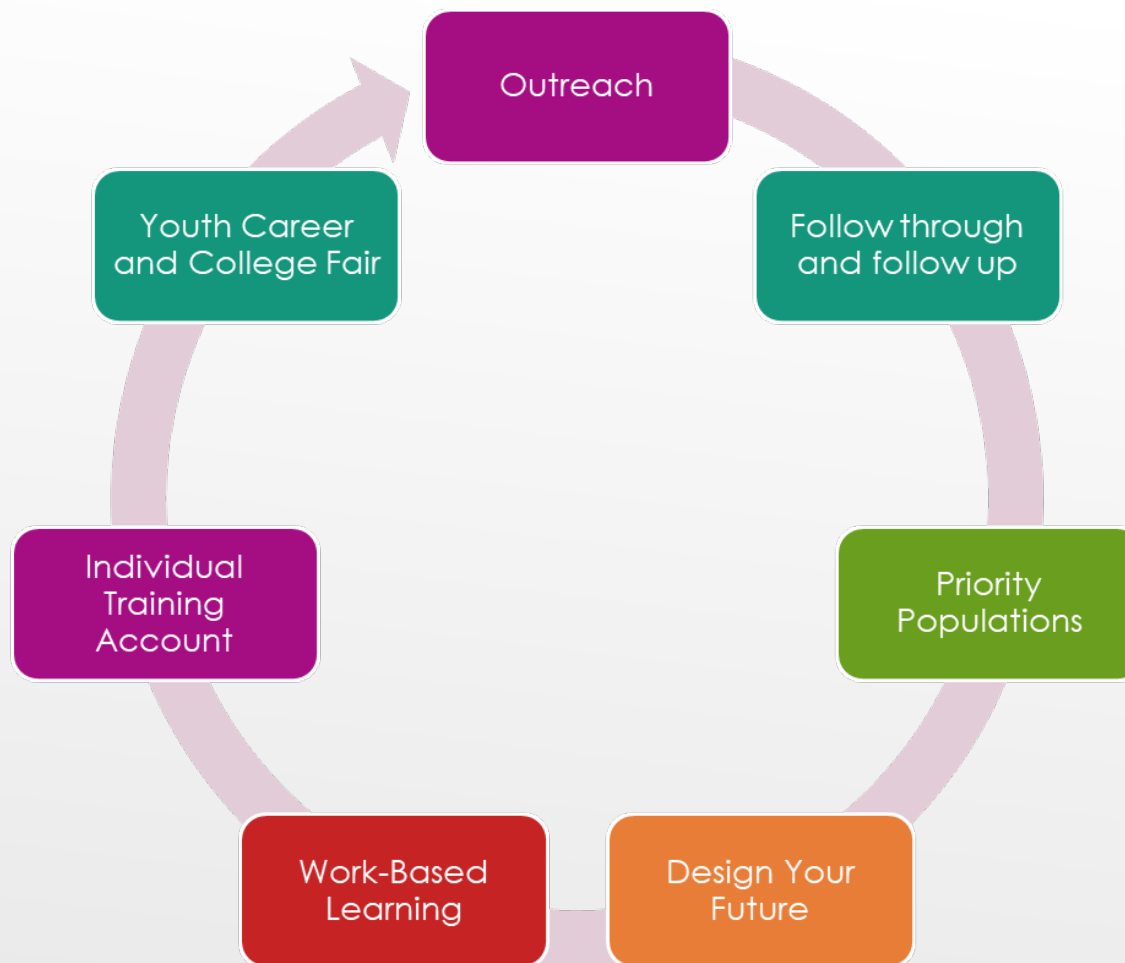 Outreach
Follow through
and follow up
Priority
Populations
Design Your
Future
Work-Based
Learning
Individual
Training
Account
Youth Career
and College Fair